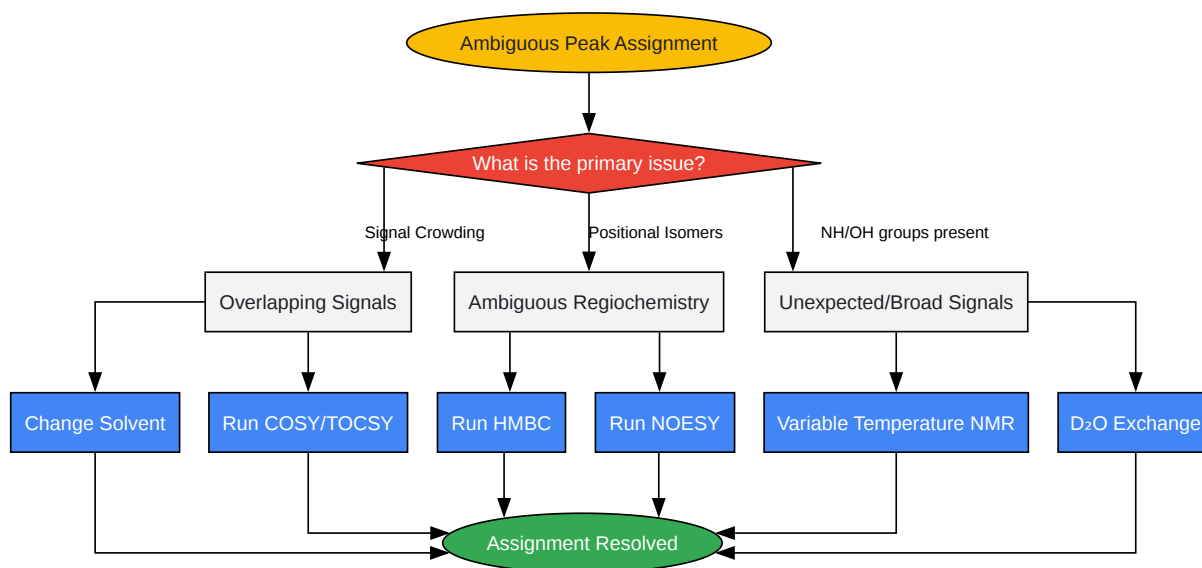 Ambiguous Peak Assignment
What is the primary issue?
Signal Crowding
Positional Isomers
NH/OH groups present
Overlapping Signals
Ambiguous Regiochemistry
Unexpected/Broad Signals
Change Solvent
Run COSY/TOCSY
Run HMBC
Run NOESY
Variable Temperature NMR
D₂O Exchange
Assignment Resolved